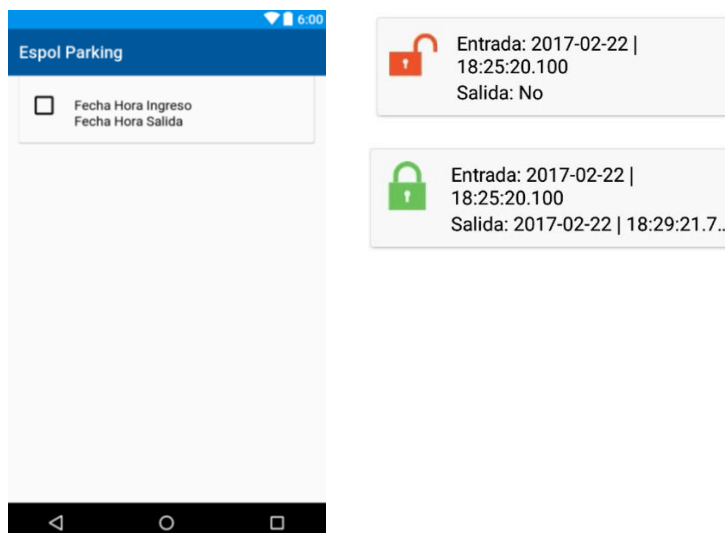 6:00
Espol Parking
Fecha Hora Ingreso
Fecha Hora Salida
Entrada: 2017-02-22 |
18:25:20.100
Salida: No
Entrada: 2017-02-22 |
18:25:20.100
Salida: 2017-02-22 | 18:29:21.7..